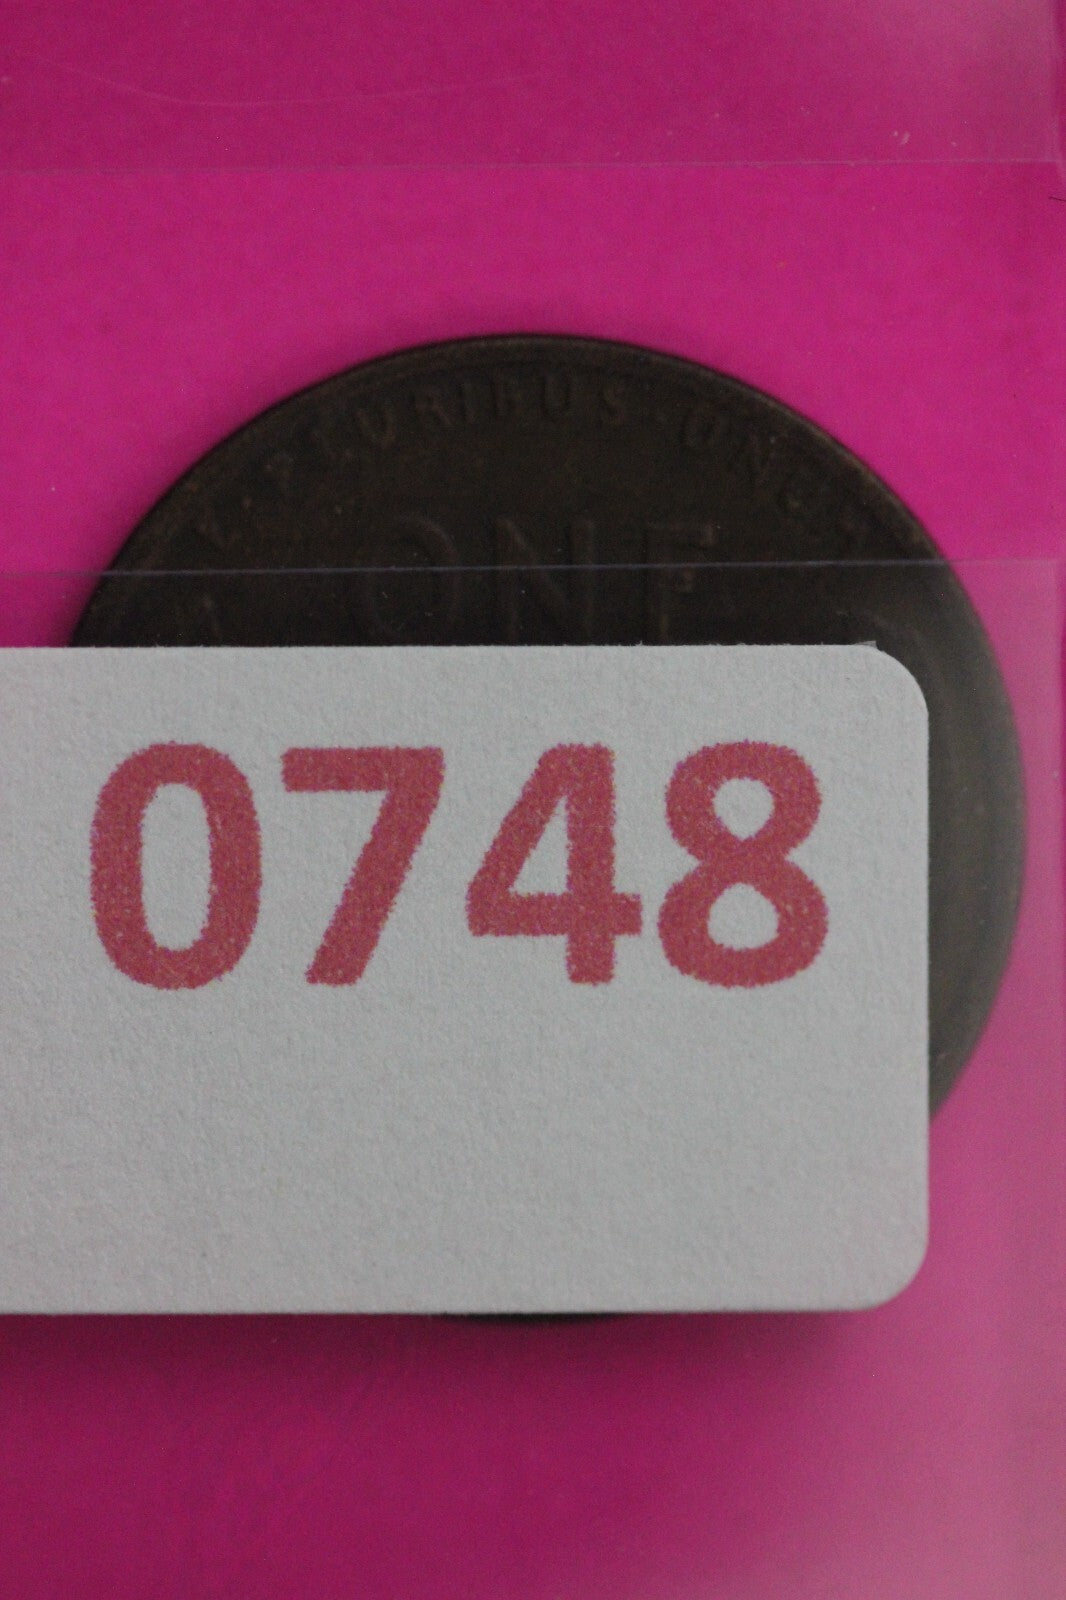 E · PLURIBUS · UNUM
ONE
0748